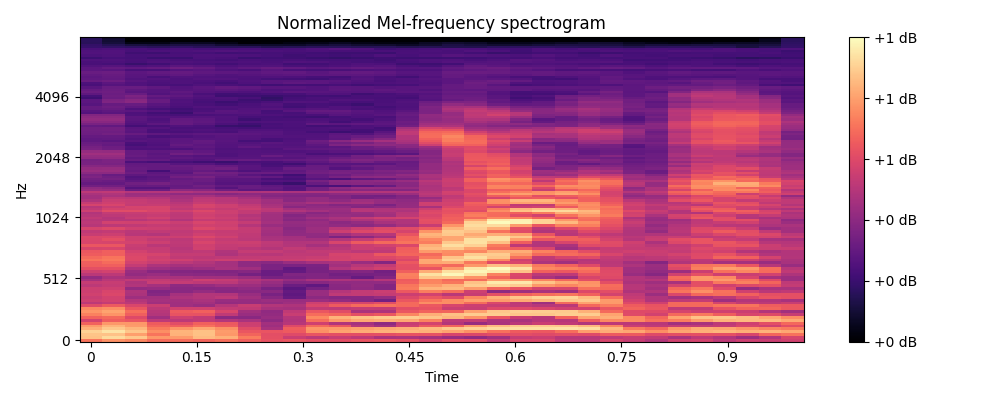 Normalized Mel-frequency spectrogram
Hz
4096
2048
1024
512
0
0 0.15 0.3 0.45 0.6 0.75 0.9
Time
+1 dB
+1 dB
+1 dB
+0 dB
+0 dB
+0 dB